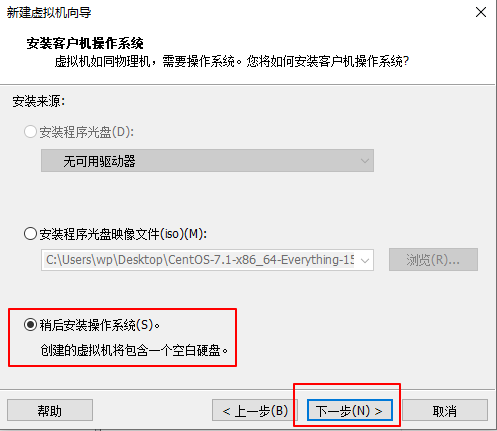 新建虚拟机向导
安装客户机操作系统
虚拟机如同物理机，需要操作系统。您将如何安装客户机操作系统?
安装来源:
安装程序光盘(D):
无可用驱动器
安装程序光盘映像文件(iso)(M):
C:\Users\wp\Desktop\CentOS-7.1-x86_64-Everything-15
浏览(R)...
稍后安装操作系统(S)。
创建的虚拟机将包含一个空白硬盘。
帮助
< 上一步(B)
下一步(N) >
取消